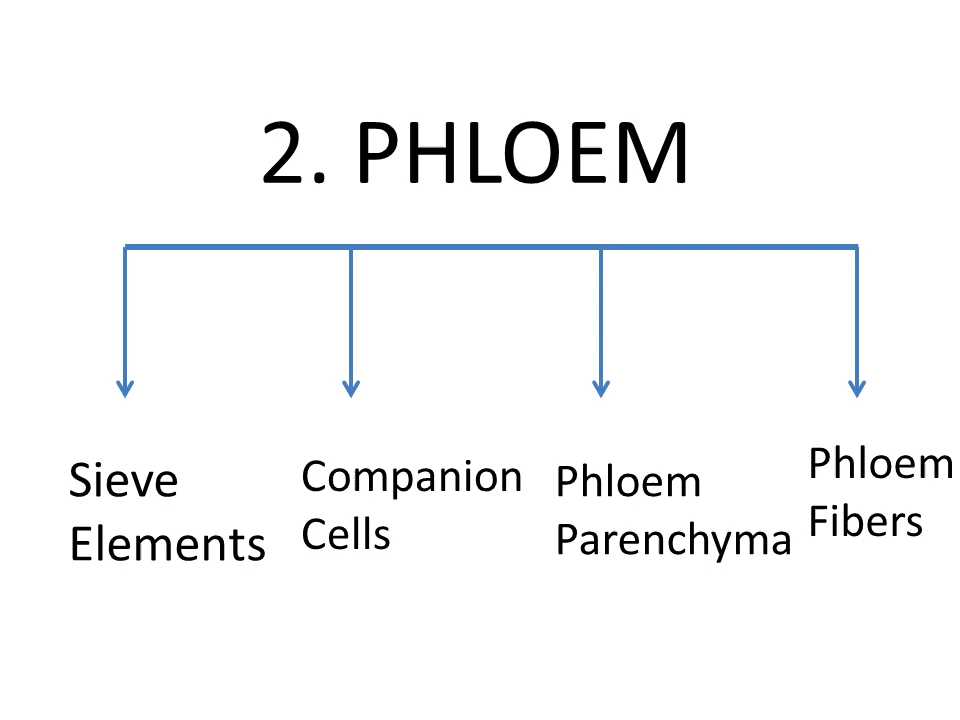 2. PHLOEM
Sieve
Elements
Companion
Cells
Phloem
Parenchyma
Phloem
Fibers